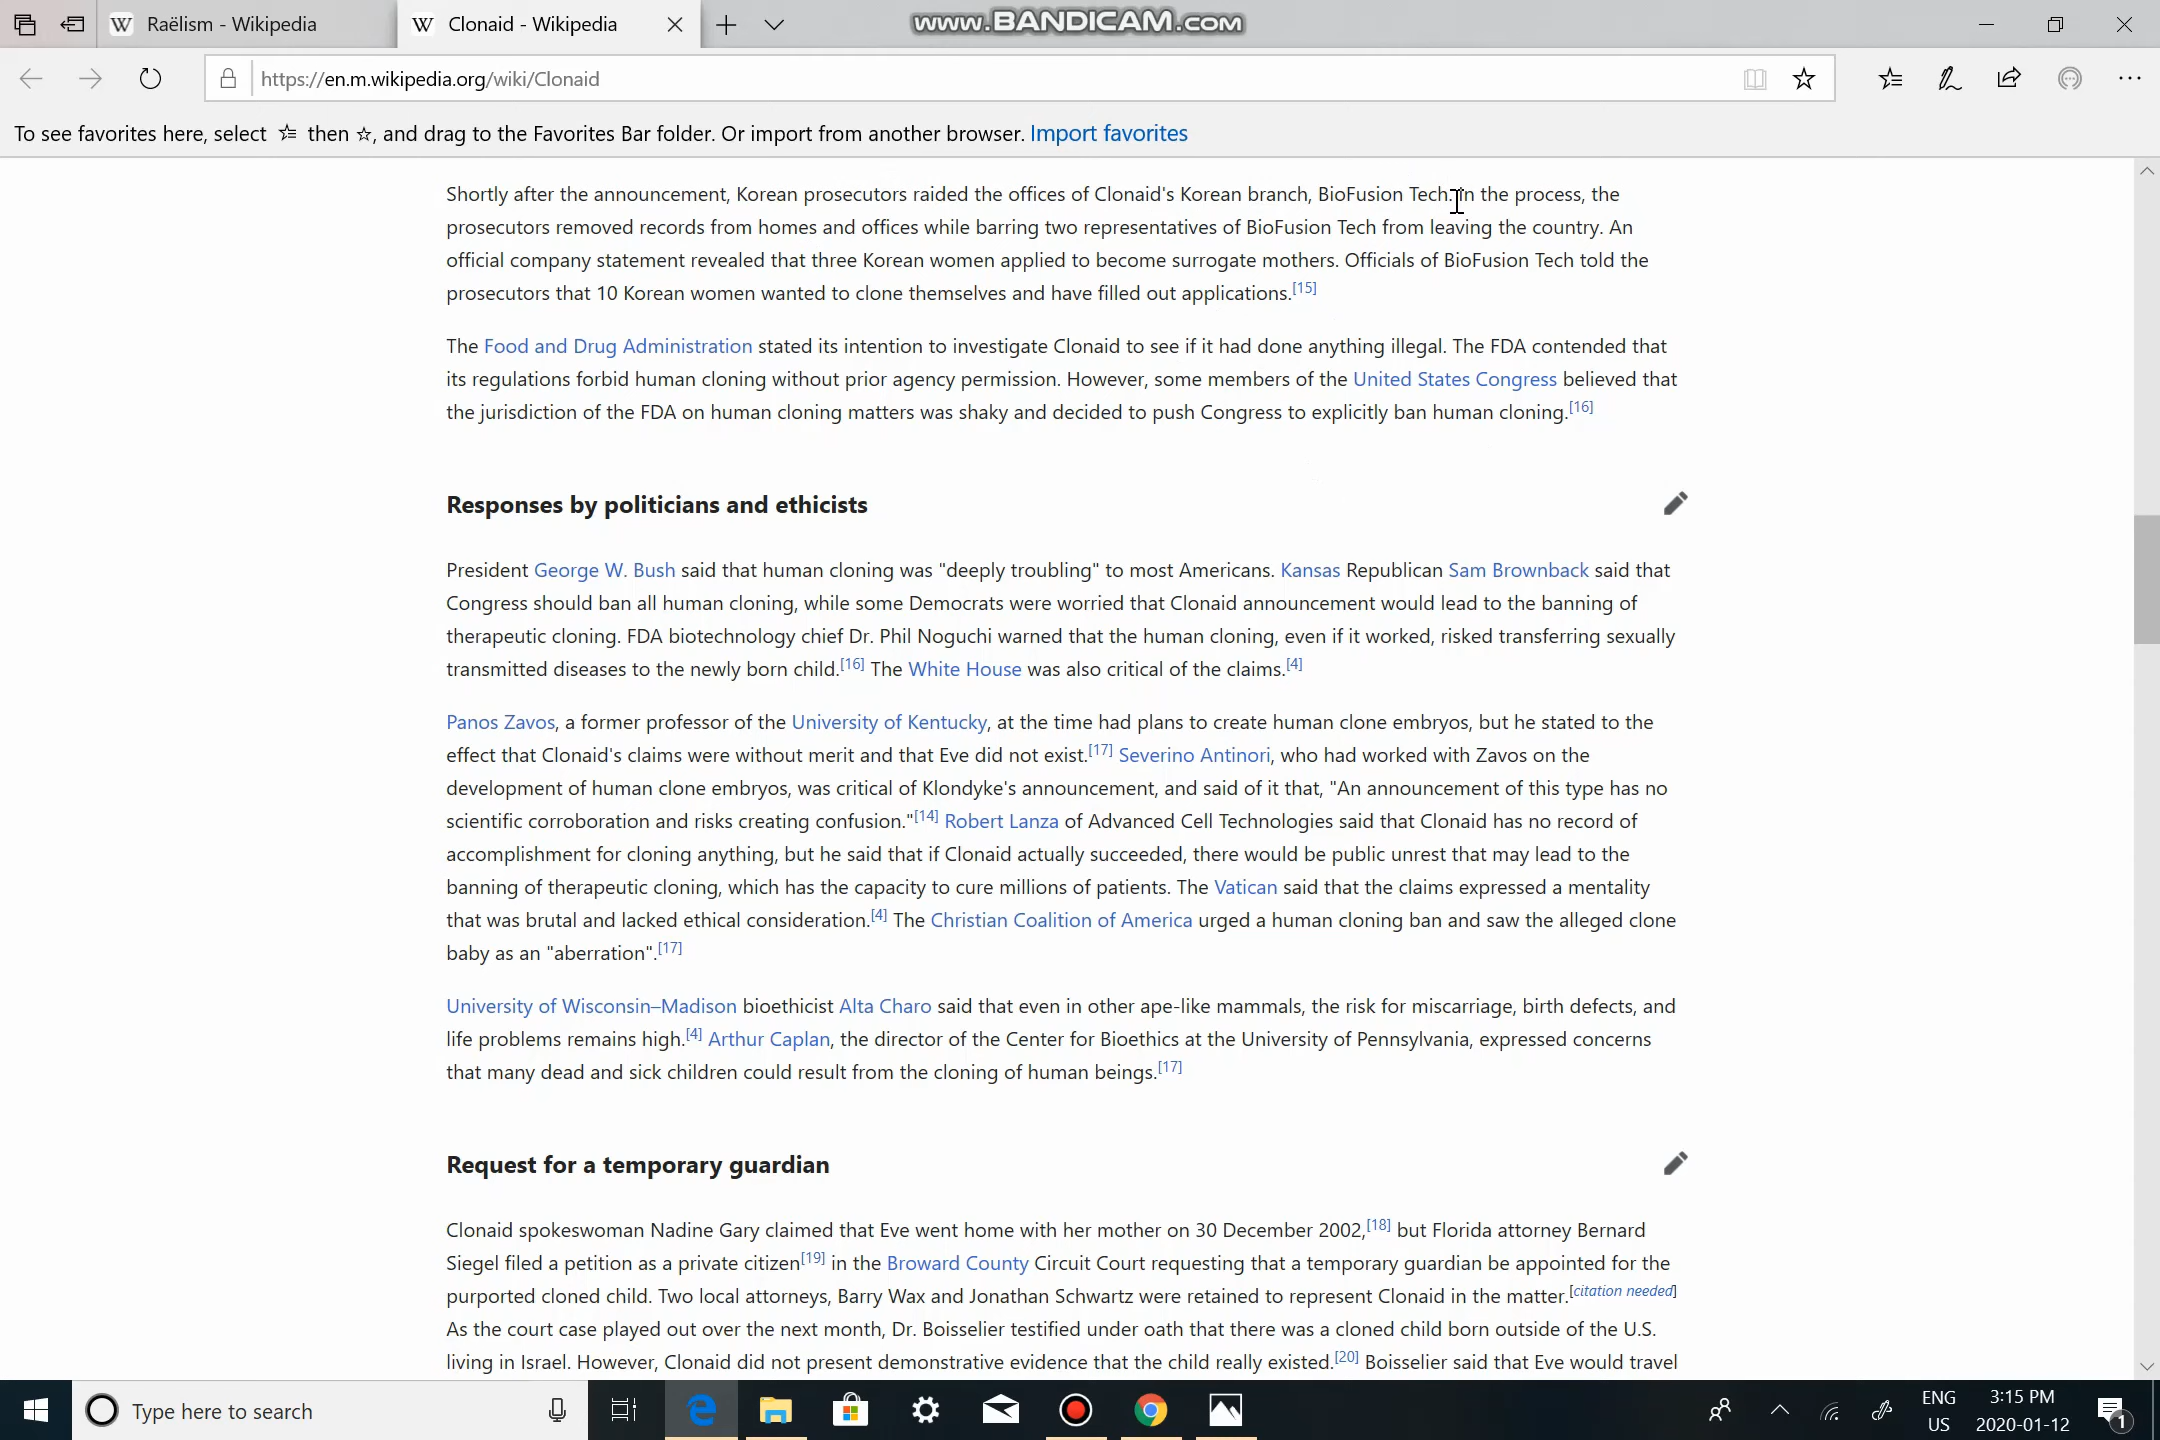 Raëlism - Wikipedia
Clonaid - Wikipedia
www.BANDICAM.com
https://en.m.wikipedia.org/wiki/Clonaid
To see favorites here, select then ☆, and drag to the Favorites Bar folder. Or import from another browser. Import favorites
Shortly after the announcement, Korean prosecutors raided the offices of Clonaid's Korean branch, BioFusion Tech. In the process, the
prosecutors removed records from homes and offices while barring two representatives of BioFusion Tech from leaving the country. An
official company statement revealed that three Korean women applied to become surrogate mothers. Officials of BioFusion Tech told the
prosecutors that 10 Korean women wanted to clone themselves and have filled out applications.[15]
The Food and Drug Administration stated its intention to investigate Clonaid to see if it had done anything illegal. The FDA contended that
its regulations forbid human cloning without prior agency permission. However, some members of the United States Congress believed that
the jurisdiction of the FDA on human cloning matters was shaky and decided to push Congress to explicitly ban human cloning.[16]
Responses by politicians and ethicists
President George W. Bush said that human cloning was "deeply troubling" to most Americans. Kansas Republican Sam Brownback said that
Congress should ban all human cloning, while some Democrats were worried that Clonaid announcement would lead to the banning of
therapeutic cloning. FDA biotechnology chief Dr. Phil Noguchi warned that the human cloning, even if it worked, risked transferring sexually
transmitted diseases to the newly born child.[16] The White House was also critical of the claims.[4]
Panos Zavos, a former professor of the University of Kentucky, at the time had plans to create human clone embryos, but he stated to the
effect that Clonaid's claims were without merit and that Eve did not exist.[17] Severino Antinori, who had worked with Zavos on the
development of human clone embryos, was critical of Klondyke's announcement, and said of it that, "An announcement of this type has no
scientific corroboration and risks creating confusion."[14] Robert Lanza of Advanced Cell Technologies said that Clonaid has no record of
accomplishment for cloning anything, but he said that if Clonaid actually succeeded, there would be public unrest that may lead to the
banning of therapeutic cloning, which has the capacity to cure millions of patients. The Vatican said that the claims expressed a mentality
that was brutal and lacked ethical consideration.[4] The Christian Coalition of America urged a human cloning ban and saw the alleged clone
baby as an "aberration".[17]
University of Wisconsin–Madison bioethicist Alta Charo said that even in other ape-like mammals, the risk for miscarriage, birth defects, and
life problems remains high.[4] Arthur Caplan, the director of the Center for Bioethics at the University of Pennsylvania, expressed concerns
that many dead and sick children could result from the cloning of human beings.[17]
Request for a temporary guardian
Clonaid spokeswoman Nadine Gary claimed that Eve went home with her mother on 30 December 2002,[18] but Florida attorney Bernard
Siegel filed a petition as a private citizen[19] in the Broward County Circuit Court requesting that a temporary guardian be appointed for the
purported cloned child. Two local attorneys, Barry Wax and Jonathan Schwartz were retained to represent Clonaid in the matter.[citation needed]
As the court case played out over the next month, Dr. Boisselier testified under oath that there was a cloned child born outside of the U.S.
living in Israel. However, Clonaid did not present demonstrative evidence that the child really existed.[20] Boisselier said that Eve would travel
Type here to search
ENG
US
3:15 PM
2020-01-12
1